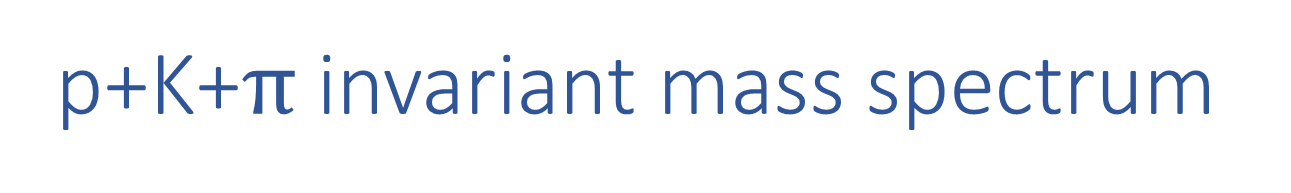 p+K+π invariant mass spectrum